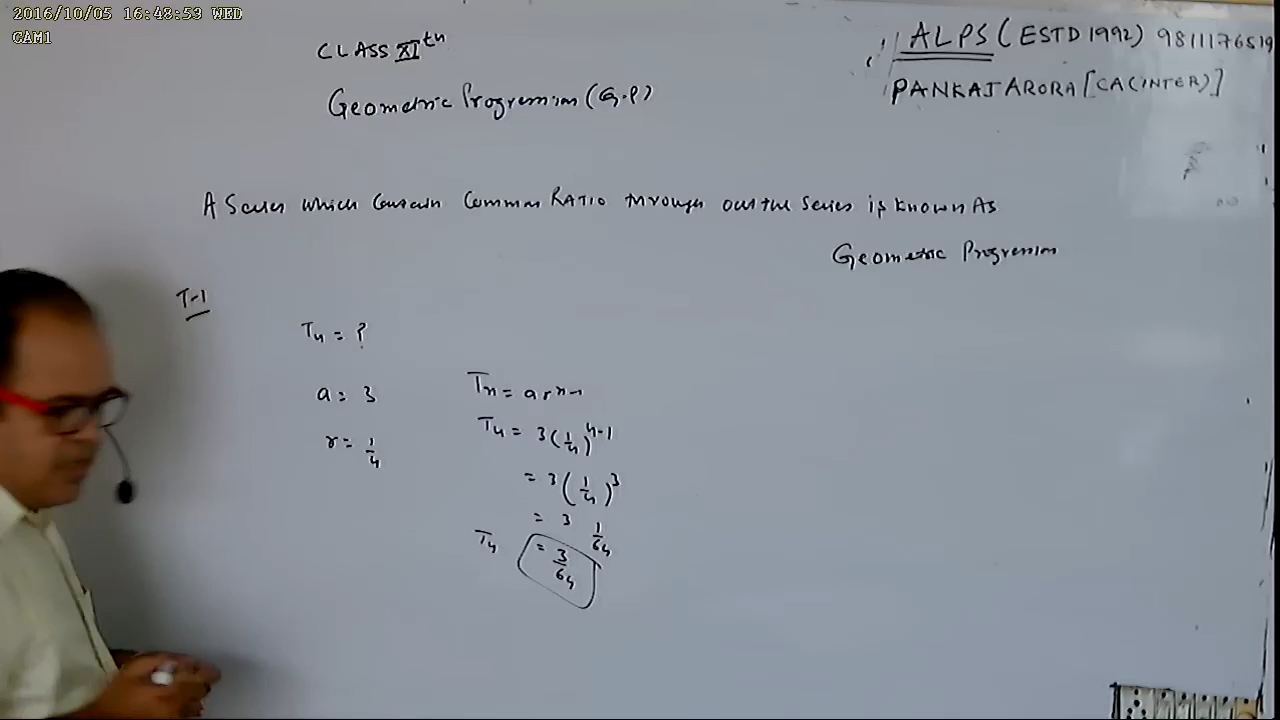 2016/10/05 16:48:53 WED
CAM1
CLASS XIth
Geometric Progression (G.P)
ALPS (ESTD 1992) 9811176519
PANKAJ ARORA [CA(INTER)]
A Series which Contain Common RATIO through out the Series is known As
Geometric Progression
T-1
T4 = ?
a = 3
r = 1/4
Tn = ar^n-1
T4 = 3(1/4)^4-1
= 3(1/4)^3
= 3 1/64
T4 = 3/64